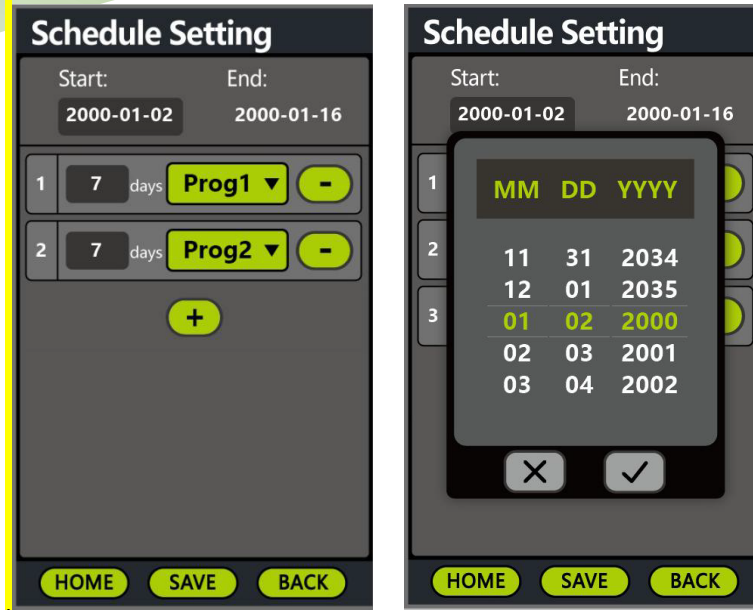 Schedule Setting
Start: End:
2000-01-02 2000-01-16
1 7 days Prog1 ▼ -
2 7 days Prog2 ▼ -
+
HOME SAVE BACK
Schedule Setting
Start: End:
2000-01-02 2000-01-16
1
2
3
MM DD YYYY
11 31 2034
12 01 2035
01 02 2000
02 03 2001
03 04 2002
HOME SAVE BACK